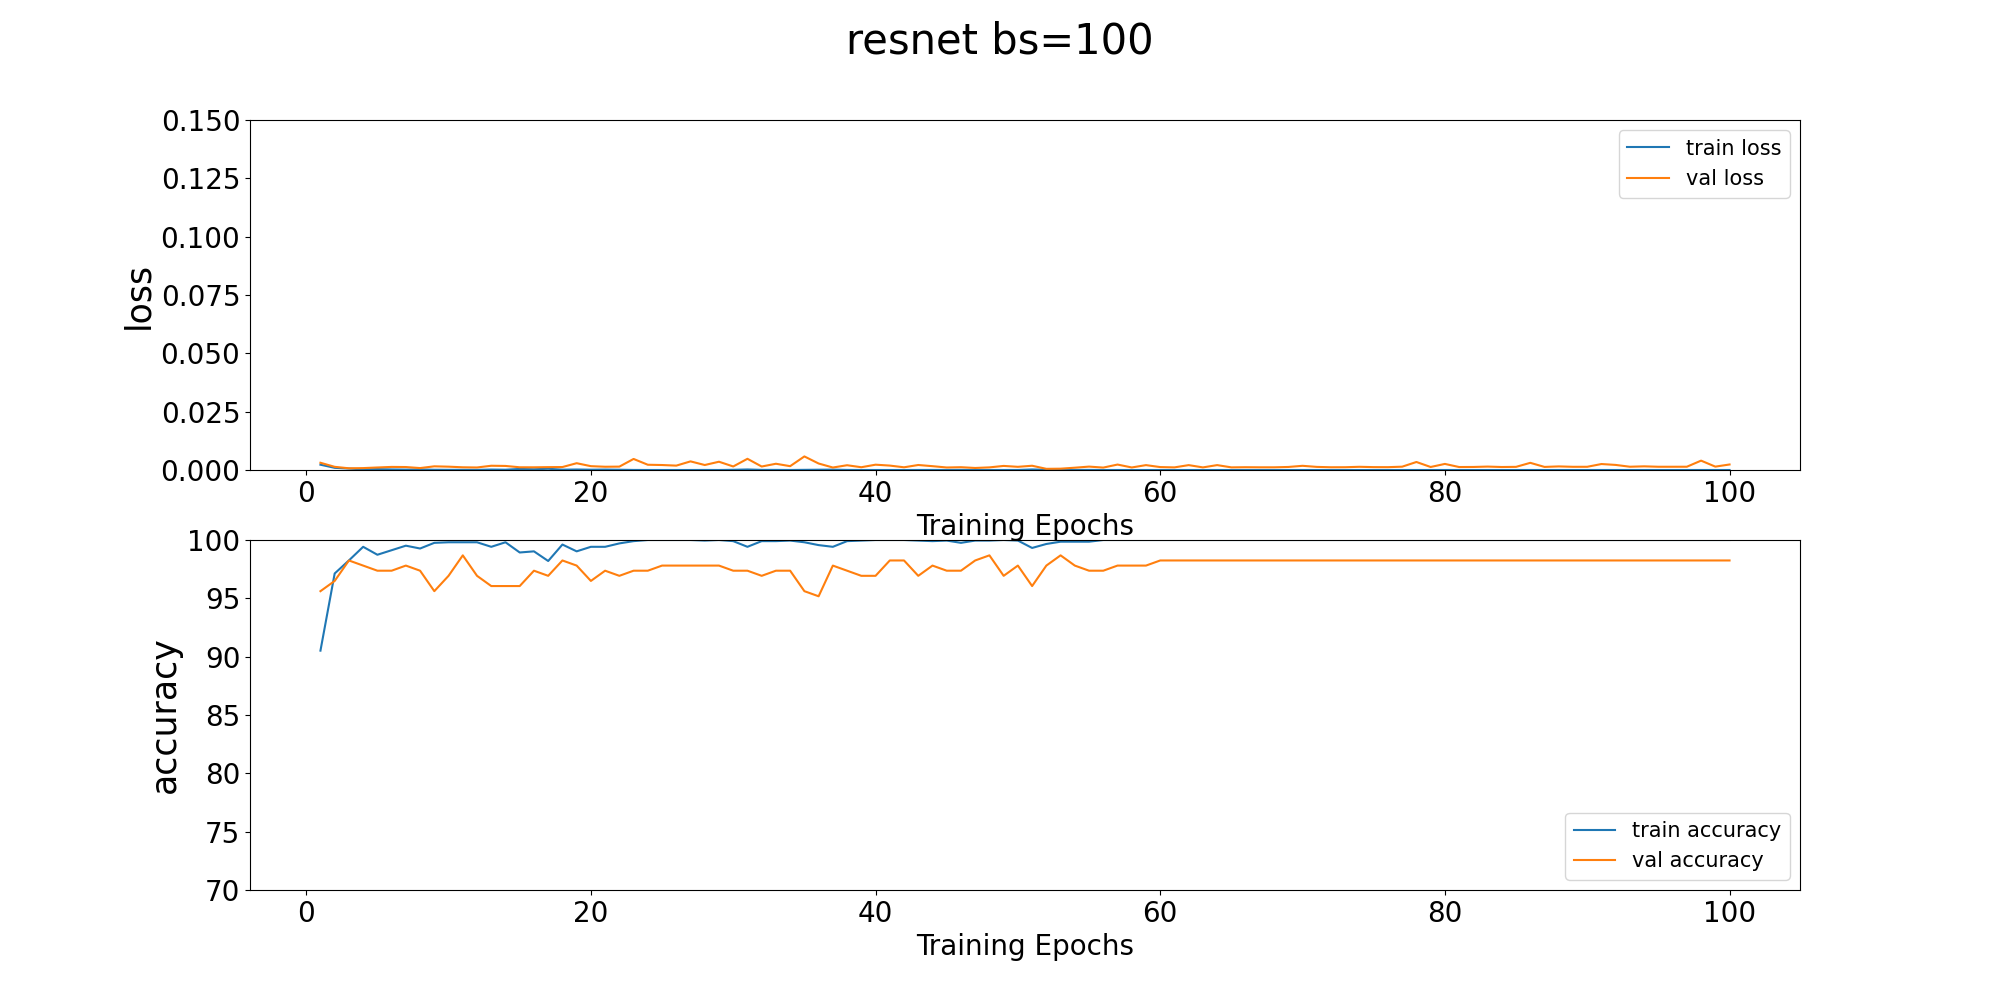 resnet bs=100
0.150
0.125
0.100
0.075
0.050
0.025
0.000
loss
train loss
val loss
0 20 40 60 80 100
Training Epochs
100
95
90
85
80
75
70
accuracy
train accuracy
val accuracy
0 20 40 60 80 100
Training Epochs